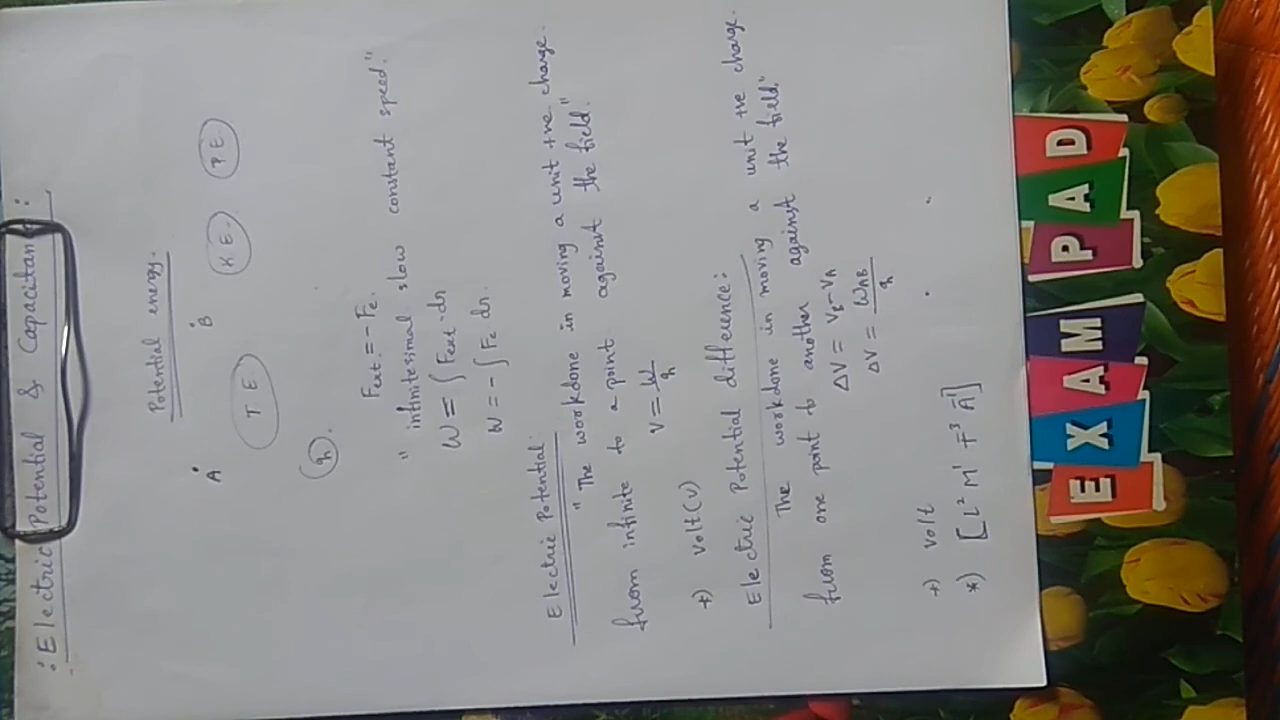 : Electric Potential & Capacitan :
Potential energy.
A B
T E K E. P E.
q
Fext. = - Fe.
" infinitesimal slow constant speed."
W = ∫ Fext . dr
W = - ∫ Fe dr.
Electric Potential:
" The workdone in moving a unit +ve charge.
from infinite to a point against the field."
V = W/q
+) volt (v)
Electric Potential difference:
The workdone in moving a unit +ve charge.
from one point to another against the field."
ΔV = VB - VA
ΔV = WAB/q
+) volt
*) [L² M¹ T⁻³ A⁻¹]
EXAM PAD